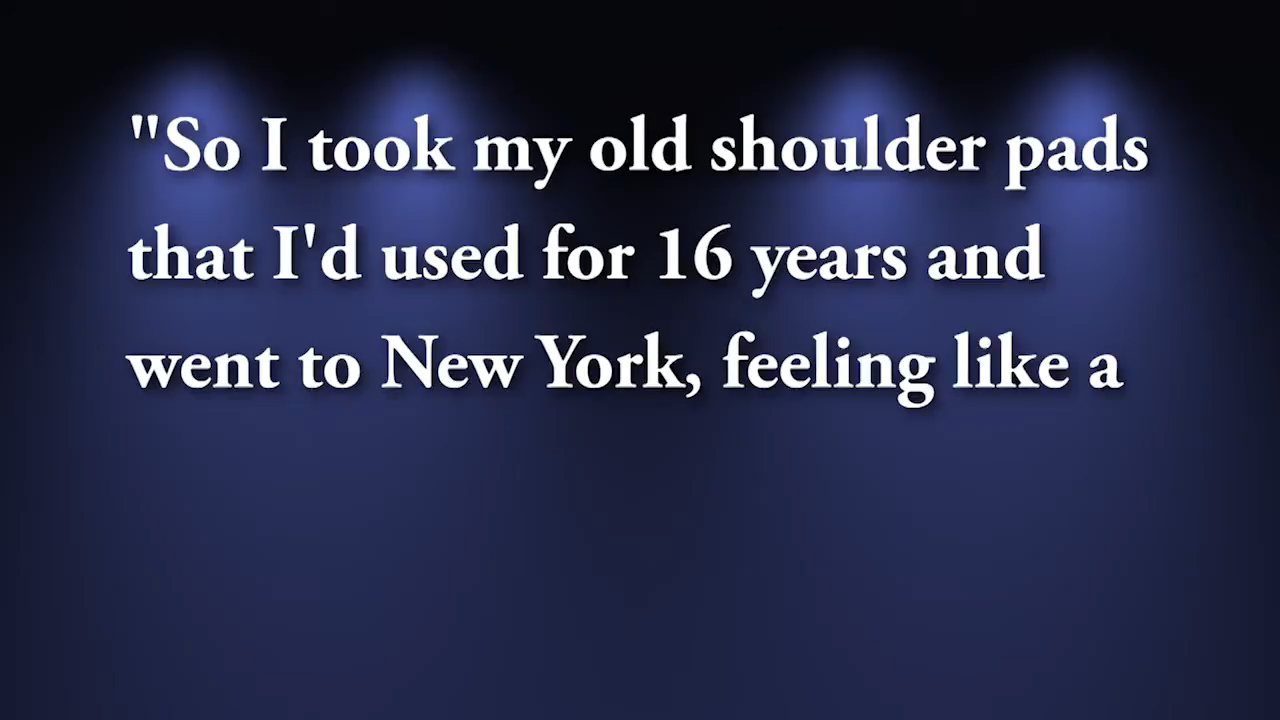 "So I took my old shoulder pads
that I'd used for 16 years and
went to New York, feeling like a